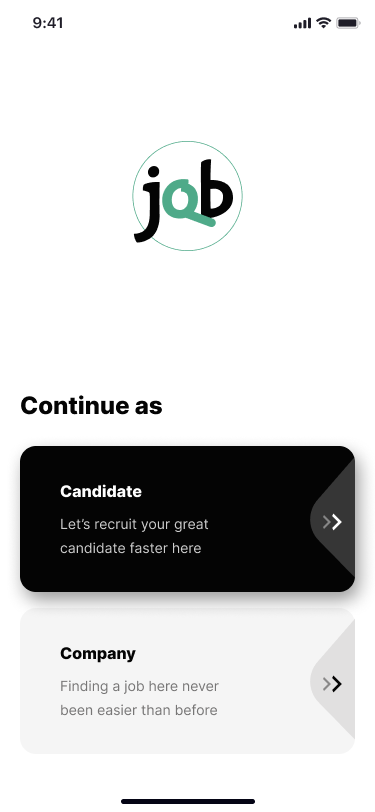 9:41
job
Continue as
Candidate
Let’s recruit your great
candidate faster here
Company
Finding a job here never
been easier than before